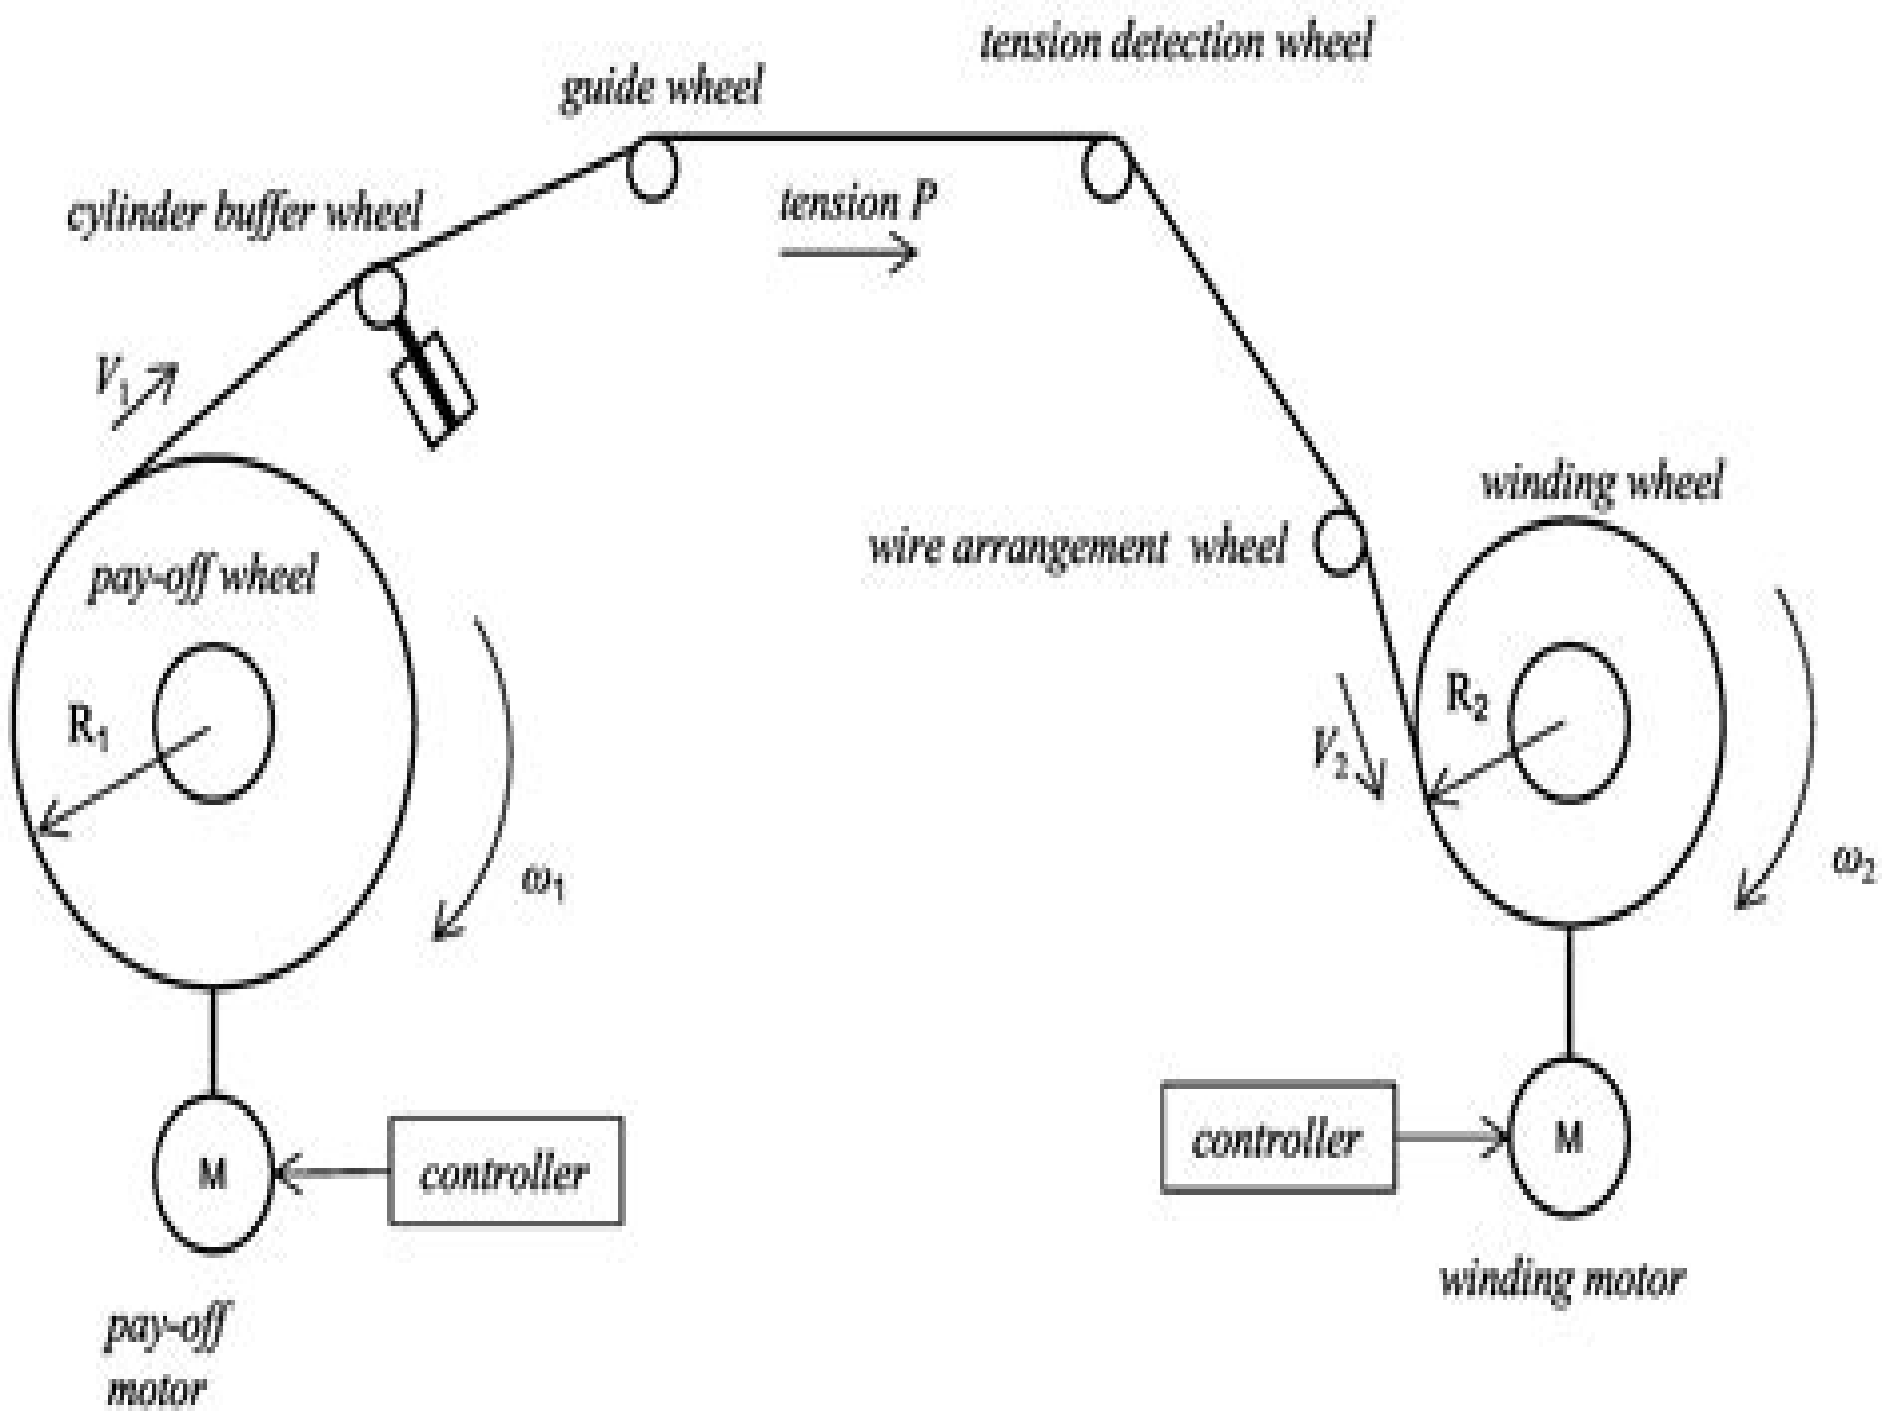 tension detection wheel
guide wheel
cylinder buffer wheel
tension P
V₁
winding wheel
wire arrangement wheel
pay-off wheel
R₁
R₂
V₂
ω₁
ω₂
controller
M
M
controller
winding motor
pay-off
motor